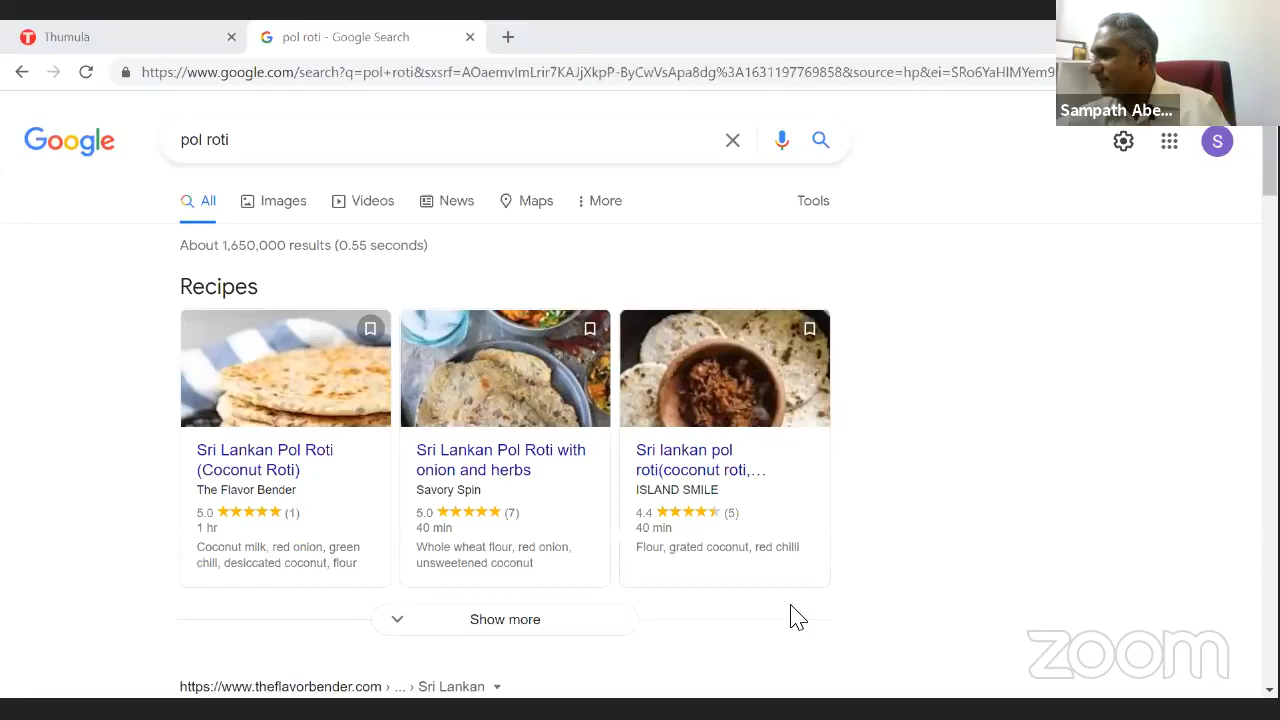 Thumula
pol roti - Google Search
https://www.google.com/search?q=pol+roti&sxsrf=AOaemvImLrir7KAJjXkpP-ByCwVsApa8dg%3A1631197769858&source=hp&ei=SRo6YaHlMYem9
Sampath Abe...
Google
pol roti
S
All
Images
Videos
News
Maps
More
Tools
About 1,650,000 results (0.55 seconds)
Recipes
Sri Lankan Pol Roti
(Coconut Roti)
The Flavor Bender
5.0 (1)
1 hr
Coconut milk, red onion, green
chili, desiccated coconut, flour
Sri Lankan Pol Roti with
onion and herbs
Savory Spin
5.0 (7)
40 min
Whole wheat flour, red onion,
unsweetened coconut
Sri lankan pol
roti(coconut roti,...
ISLAND SMILE
4.4 (5)
40 min
Flour, grated coconut, red chilli
Show more
zoom
https://www.theflavorbender.com › ... › Sri Lankan